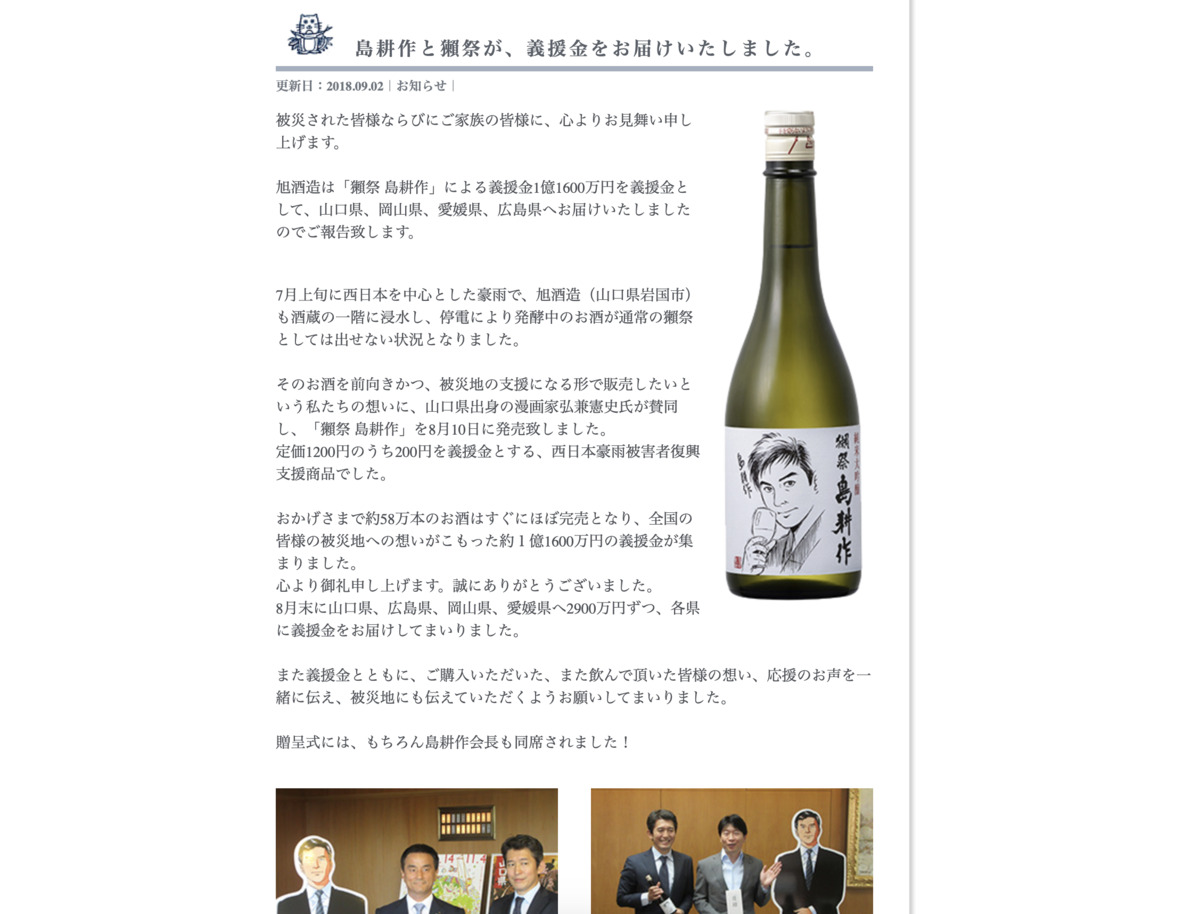 島耕作と獺祭が、義援金をお届けいたしました。
更新日：2018.09.02｜お知らせ｜
被災された皆様ならびにご家族の皆様に、心よりお見舞い申し
上げます。
旭酒造は「獺祭 島耕作」による義援金1億1600万円を義援金と
して、山口県、岡山県、愛媛県、広島県へお届けいたしました
のでご報告致します。
7月上旬に西日本を中心とした豪雨で、旭酒造（山口県岩国市）
も酒蔵の一階に浸水し、停電により発酵中のお酒が通常の獺祭
としては出せない状況となりました。
そのお酒を前向きかつ、被災地の支援になる形で販売したいと
いう私たちの想いに、山口県出身の漫画家弘兼憲史氏が賛同
し、「獺祭 島耕作」を8月10日に発売致しました。
定価1200円のうち200円を義援金とする、西日本豪雨被害者復興
支援商品でした。
おかげさまで約58万本のお酒はすぐにほぼ完売となり、全国の
皆様の被災地への想いがこもった約１億1600万円の義援金が集
まりました。
心より御礼申し上げます。誠にありがとうございました。
8月末に山口県、広島県、岡山県、愛媛県へ2900万円ずつ、各県
に義援金をお届けしてまいりました。
また義援金とともに、ご購入いただいた、また飲んで頂いた皆様の想い、応援のお声を一
緒に伝え、被災地にも伝えていただくようお願いしてまいりました。
贈呈式には、もちろん島耕作会長も同席されました！
純米大吟醸
獺祭 島耕作
島耕作